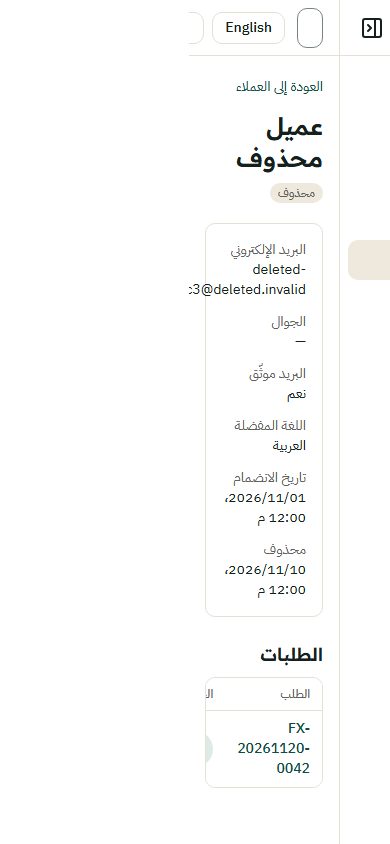 English
العودة إلى العملاء
عميل
محذوف
محذوف
البريد الإلكتروني
deleted-
c3@deleted.invalid
الجوال
—
البريد موثّق
نعم
اللغة المفضلة
العربية
تاريخ الانضمام
2026/11/01،
12:00 م
محذوف
2026/11/10،
12:00 م
الطلبات
الطلب
FX-
20261120-
0042